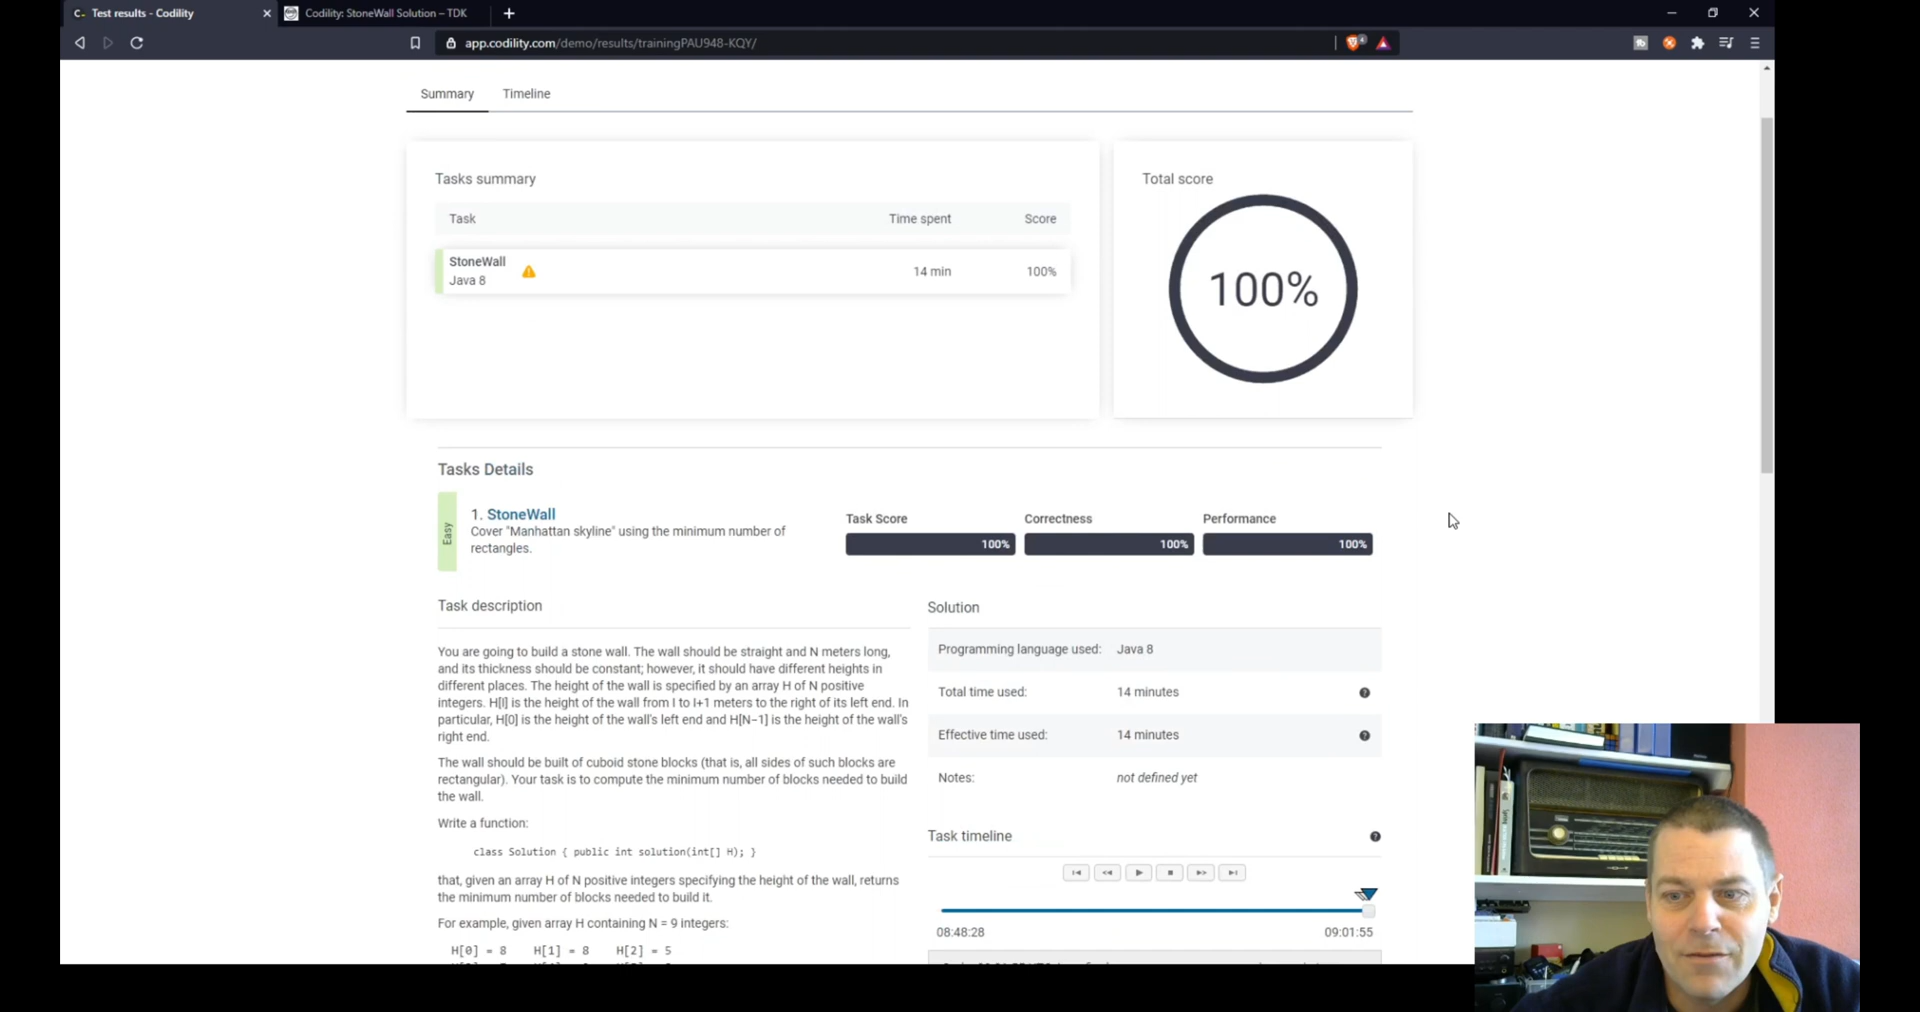 Test results - Codility
Codility: StoneWall Solution – TDK
app.codility.com/demo/results/trainingPAU948-KQY/
Summary
Timeline
Tasks summary
Task
Time spent
Score
StoneWall
Java 8
14 min
100%
Total score
100%
Tasks Details
Easy
1. StoneWall
Cover "Manhattan skyline" using the minimum number of
rectangles.
Task Score
Correctness
Performance
100%
100%
100%
Task description
You are going to build a stone wall. The wall should be straight and N meters long,
and its thickness should be constant; however, it should have different heights in
different places. The height of the wall is specified by an array H of N positive
integers. H[I] is the height of the wall from I to I+1 meters to the right of its left end. In
particular, H[0] is the height of the wall's left end and H[N−1] is the height of the wall's
right end.
The wall should be built of cuboid stone blocks (that is, all sides of such blocks are
rectangular). Your task is to compute the minimum number of blocks needed to build
the wall.
Write a function:
class Solution { public int solution(int[] H); }
that, given an array H of N positive integers specifying the height of the wall, returns
the minimum number of blocks needed to build it.
For example, given array H containing N = 9 integers:
H[0] = 8 H[1] = 8 H[2] = 5
Solution
Programming language used: Java 8
Total time used: 14 minutes
Effective time used: 14 minutes
Notes: not defined yet
Task timeline
08:48:28
09:01:55